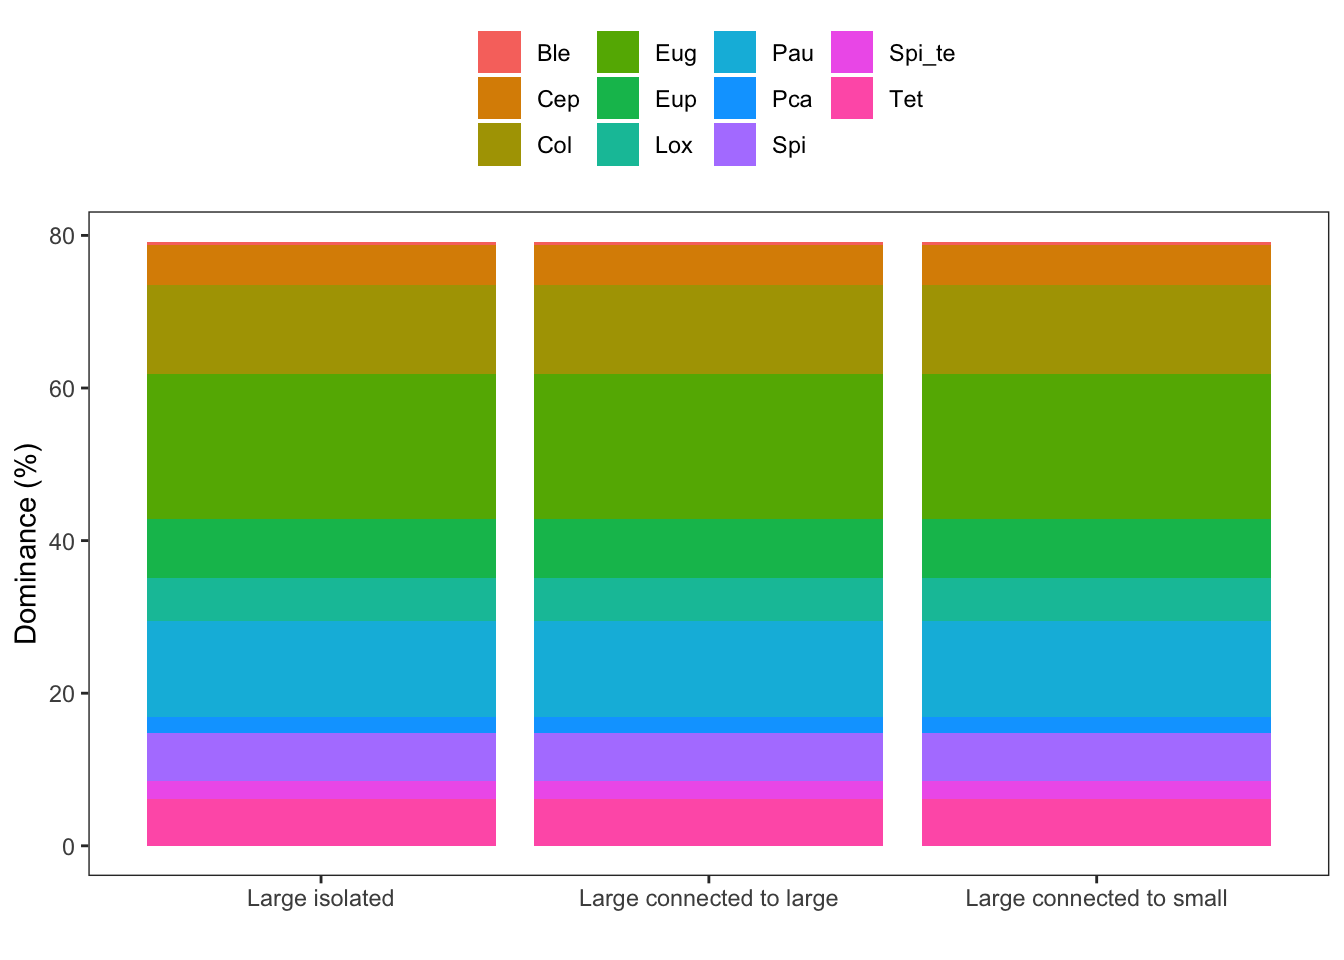 Ble Eug Pau Spi_te
Cep Eup Pca Tet
Col Lox Spi
Dominance (%)
80
60
40
20
0
Large isolated Large connected to large Large connected to small